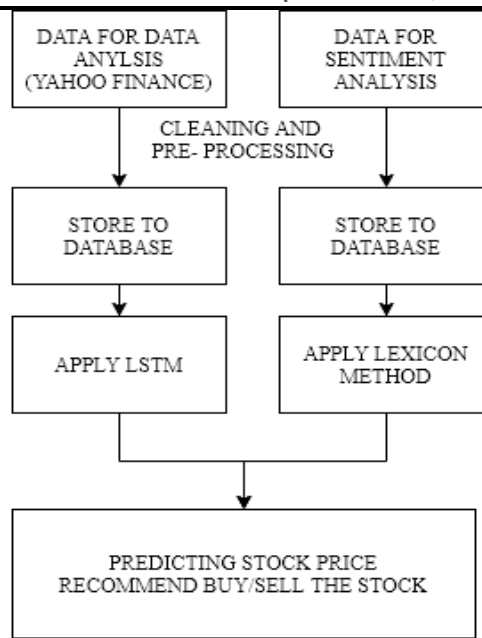 DATA FOR DATA
ANYLSIS
(YAHOO FINANCE)
DATA FOR
SENTIMENT
ANALYSIS
CLEANING AND
PRE- PROCESSING
STORE TO
DATABASE
STORE TO
DATABASE
APPLY LSTM
APPLY LEXICON
METHOD
PREDICTING STOCK PRICE
RECOMMEND BUY/SELL THE STOCK